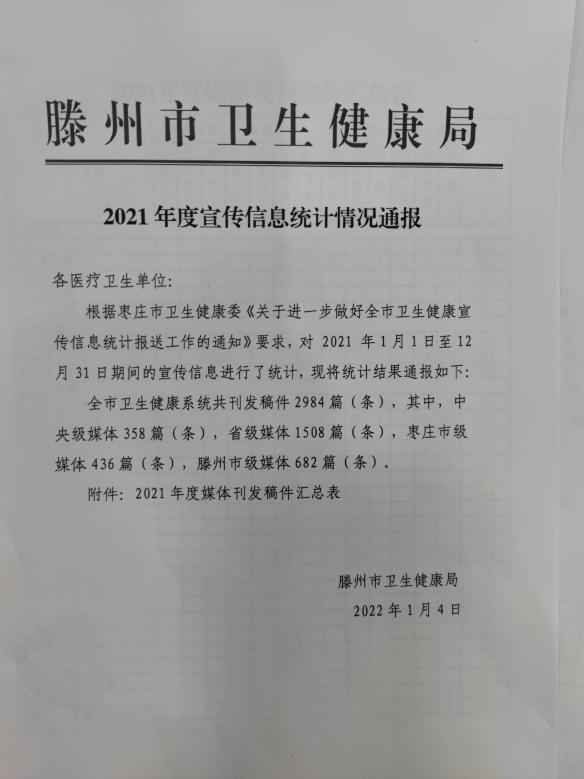 滕州市卫生健康局
2021 年度宣传信息统计情况通报
各医疗卫生单位：
根据枣庄市卫生健康委《关于进一步做好全市卫生健康宣
传信息统计报送工作的通知》要求，对 2021 年 1 月 1 日至 12
月 31 日期间的宣传信息进行了统计，现将统计结果通报如下：
全市卫生健康系统共刊发稿件 2984 篇（条），其中，中
央级媒体 358 篇（条），省级媒体 1508 篇（条），枣庄市级
媒体 436 篇（条），滕州市级媒体 682 篇（条）。
附件：2021 年度媒体刊发稿件汇总表
滕州市卫生健康局
2022 年 1 月 4 日